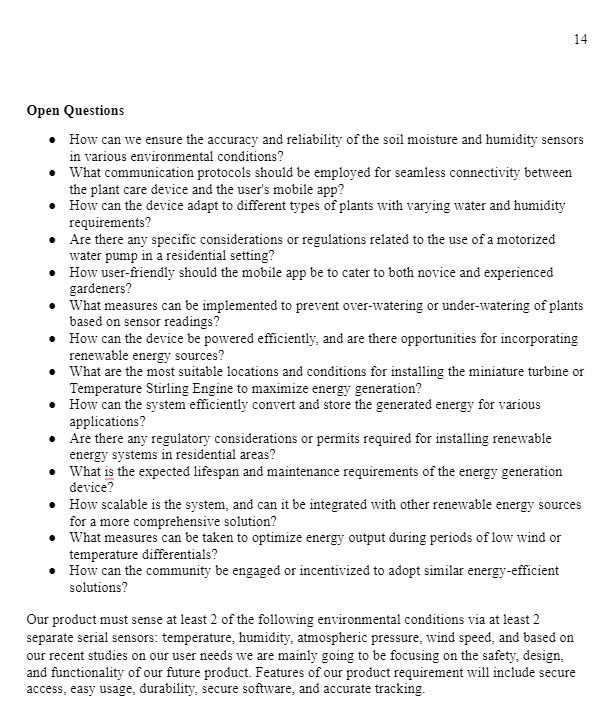 14
Open Questions
● How can we ensure the accuracy and reliability of the soil moisture and humidity sensors
in various environmental conditions?
● What communication protocols should be employed for seamless connectivity between
the plant care device and the user's mobile app?
● How can the device adapt to different types of plants with varying water and humidity
requirements?
● Are there any specific considerations or regulations related to the use of a motorized
water pump in a residential setting?
● How user-friendly should the mobile app be to cater to both novice and experienced
gardeners?
● What measures can be implemented to prevent over-watering or under-watering of plants
based on sensor readings?
● How can the device be powered efficiently, and are there opportunities for incorporating
renewable energy sources?
● What are the most suitable locations and conditions for installing the miniature turbine or
Temperature Stirling Engine to maximize energy generation?
● How can the system efficiently convert and store the generated energy for various
applications?
● Are there any regulatory considerations or permits required for installing renewable
energy systems in residential areas?
● What is the expected lifespan and maintenance requirements of the energy generation
device?
● How scalable is the system, and can it be integrated with other renewable energy sources
for a more comprehensive solution?
● What measures can be taken to optimize energy output during periods of low wind or
temperature differentials?
● How can the community be engaged or incentivized to adopt similar energy-efficient
solutions?
Our product must sense at least 2 of the following environmental conditions via at least 2
separate serial sensors: temperature, humidity, atmospheric pressure, wind speed, and based on
our recent studies on our user needs we are mainly going to be focusing on the safety, design,
and functionality of our future product. Features of our product requirement will include secure
access, easy usage, durability, secure software, and accurate tracking.